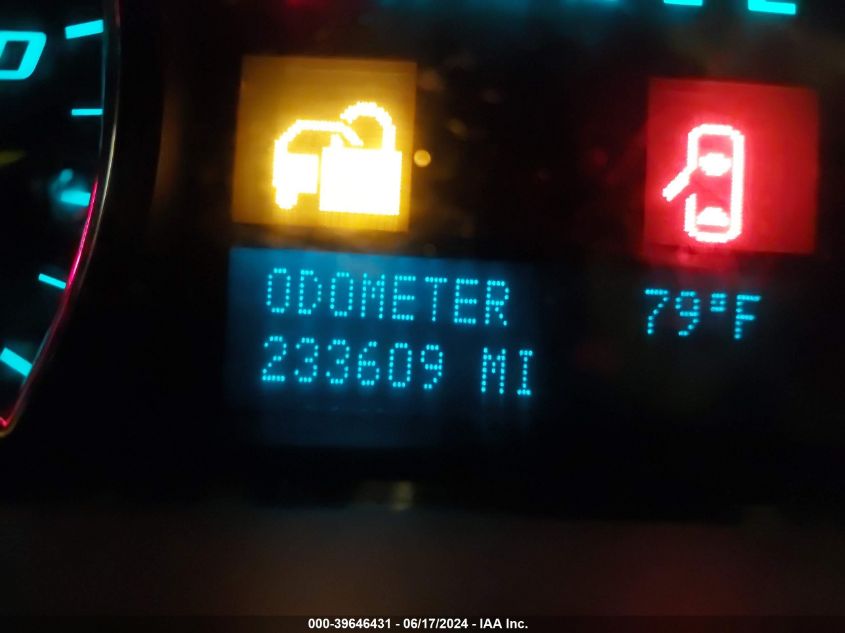 ODOMETER
79°F
233609 MI
000-39646431 - 06/17/2024 - IAA Inc.